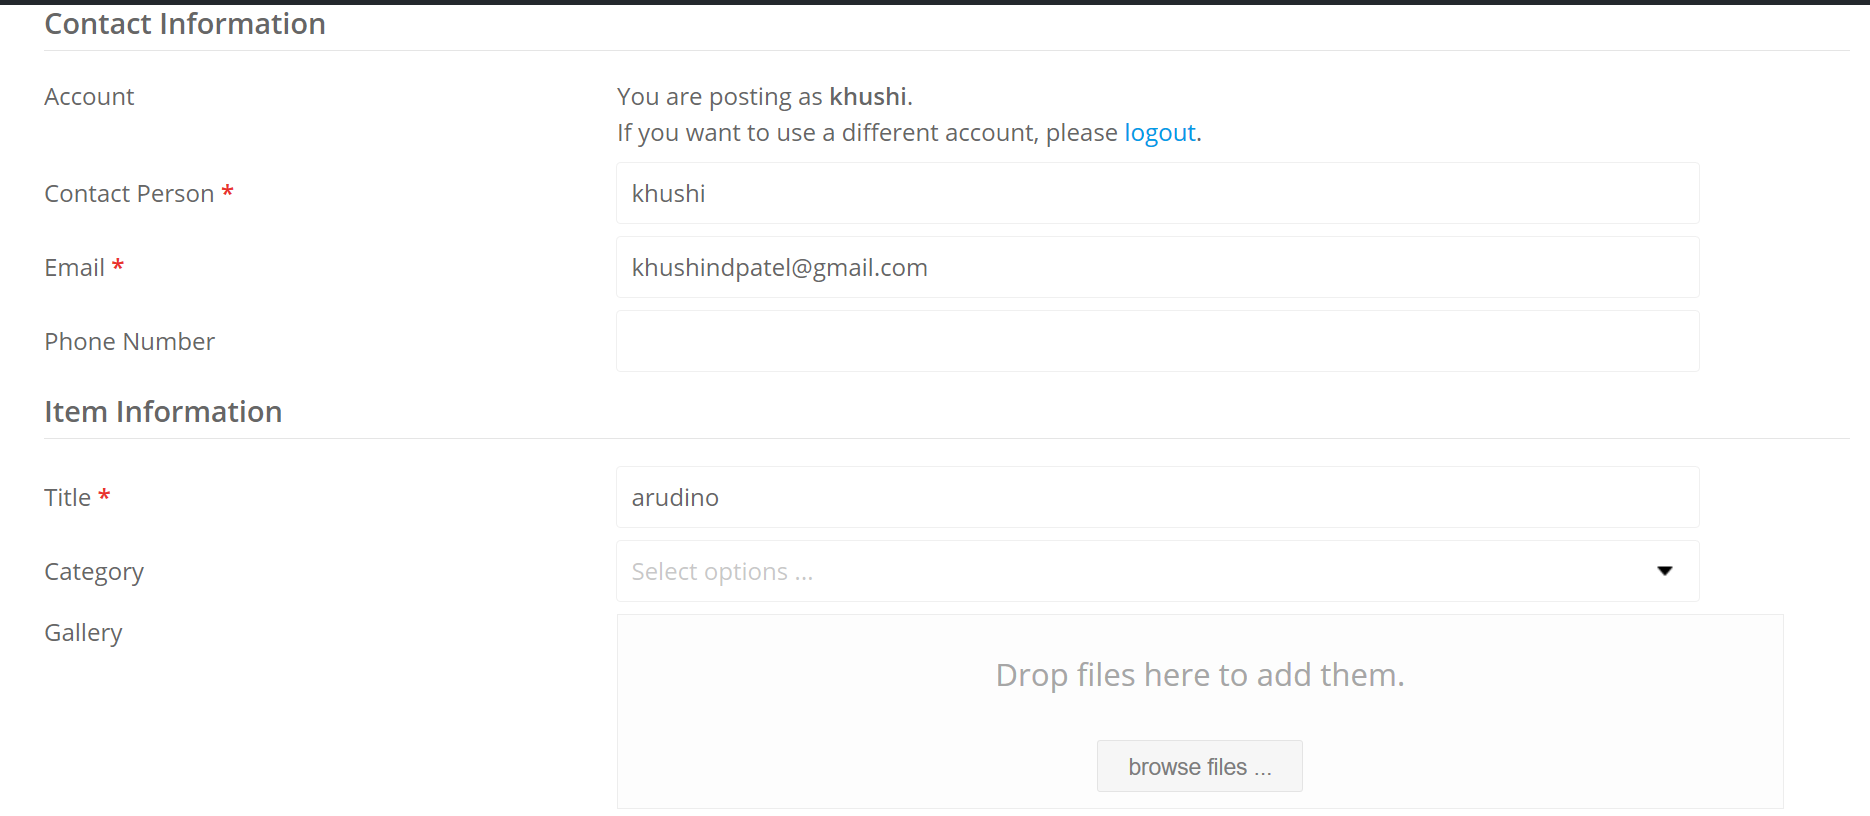 Contact Information
Account
You are posting as khushi.
If you want to use a different account, please logout.
Contact Person *
khushi
Email *
khushindpatel@gmail.com
Phone Number
Item Information
Title *
arudino
Category
Select options ...
Gallery
Drop files here to add them.
browse files ...